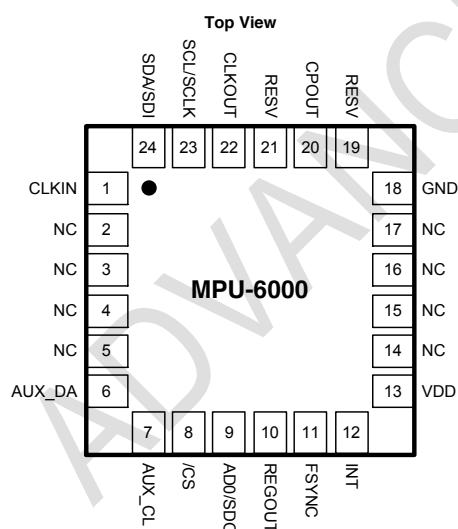 Top View
SDA/SDI
SCL/SCLK
CLKOUT
RESV
CPOUT
RESV
24 23 22 21 20 19
CLKIN 1 18 GND
NC 2 17 NC
NC 3 16 NC
MPU-6000
NC 4 15 NC
NC 5 14 NC
AUX_DA 6 13 VDD
7 8 9 10 11 12
AUX_CL
/CS
AD0/SDO
REGOUT
FSYNC
INT
ADVANC